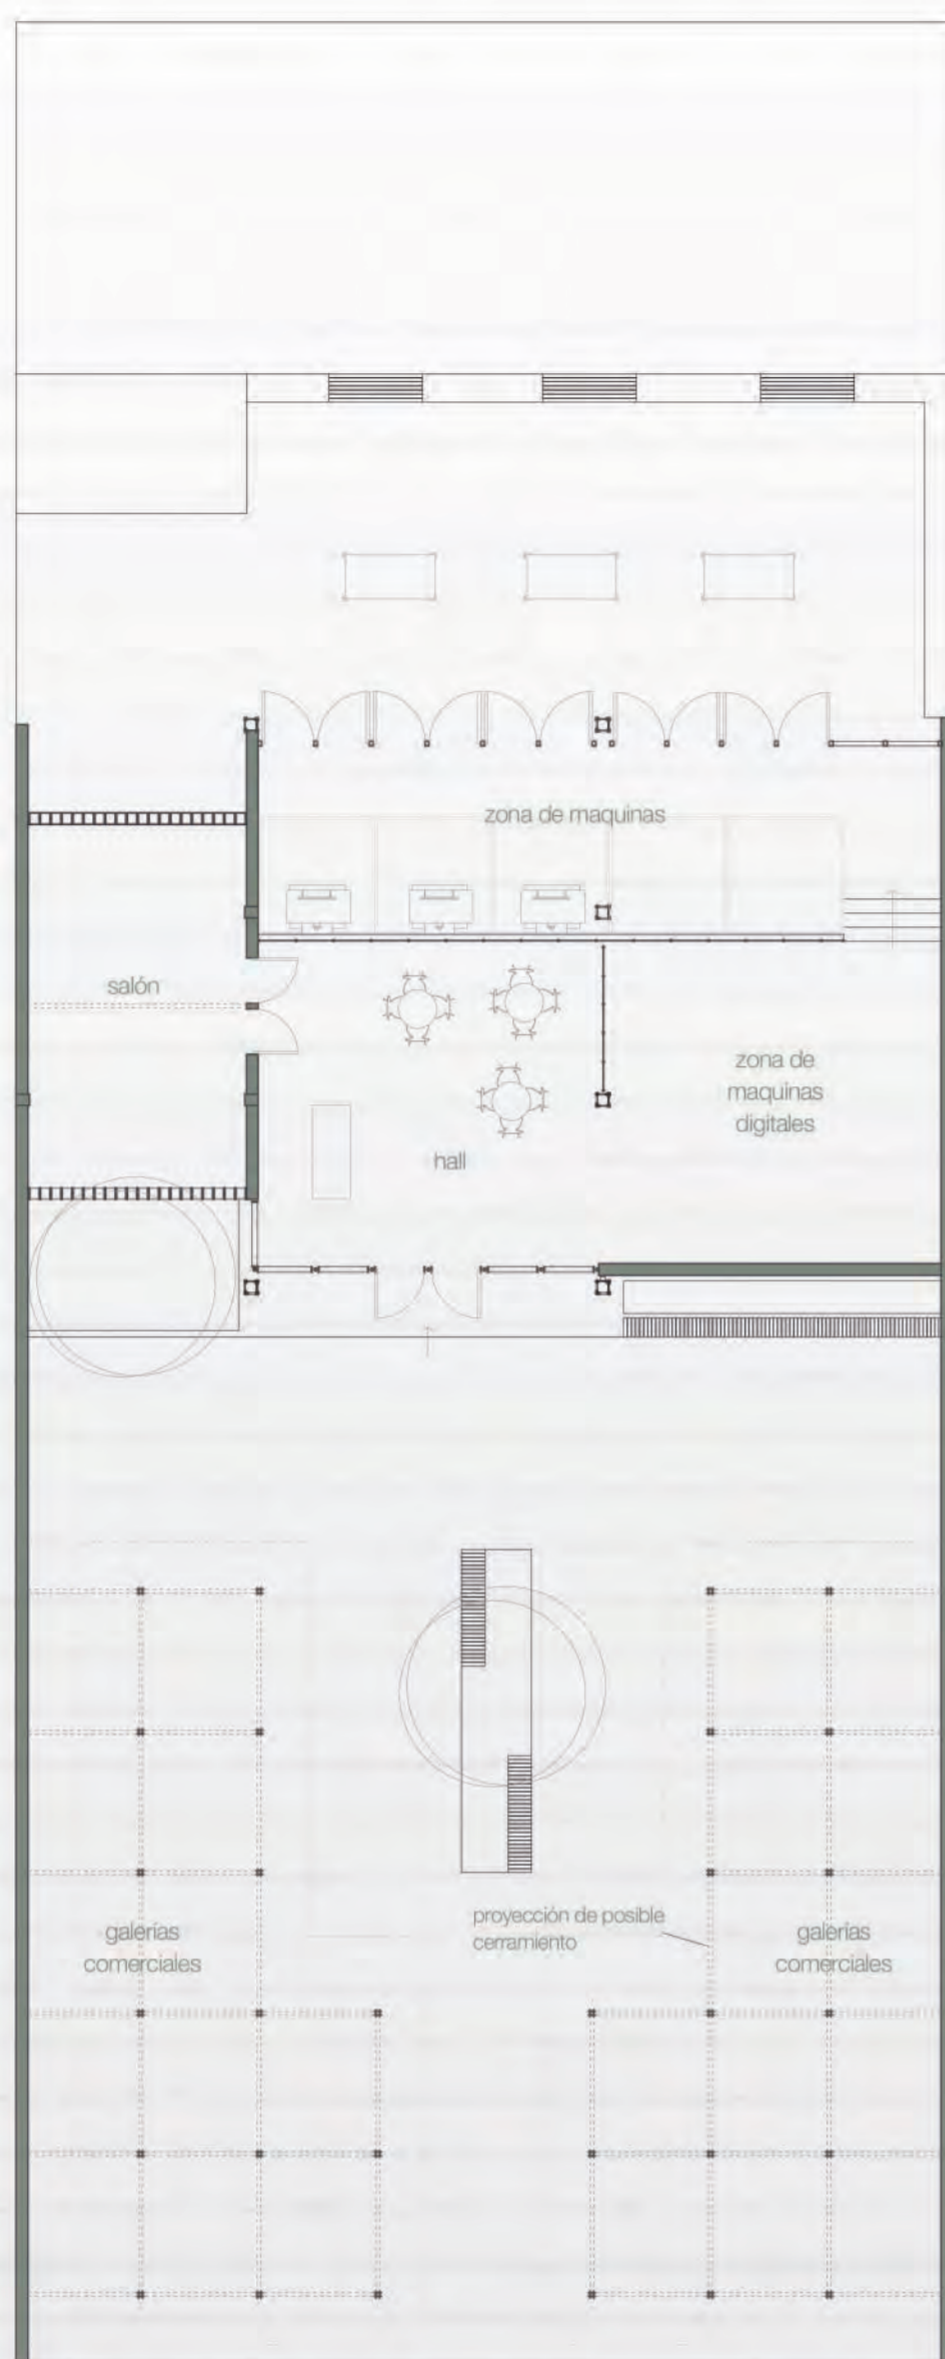 zona de maquinas
salón
zona de
maquinas
digitales
hall
proyección de posible
cerramiento
galerías
comerciales
galerías
comerciales